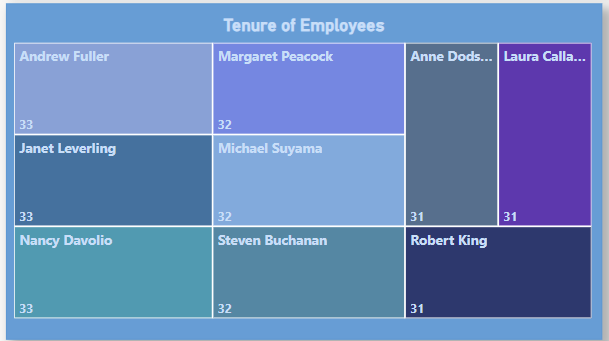 Tenure of Employees
Andrew Fuller
33
Margaret Peacock
32
Anne Dods...
31
Laura Calla...
31
Janet Leverling
33
Michael Suyama
32
Nancy Davolio
33
Steven Buchanan
32
Robert King
31